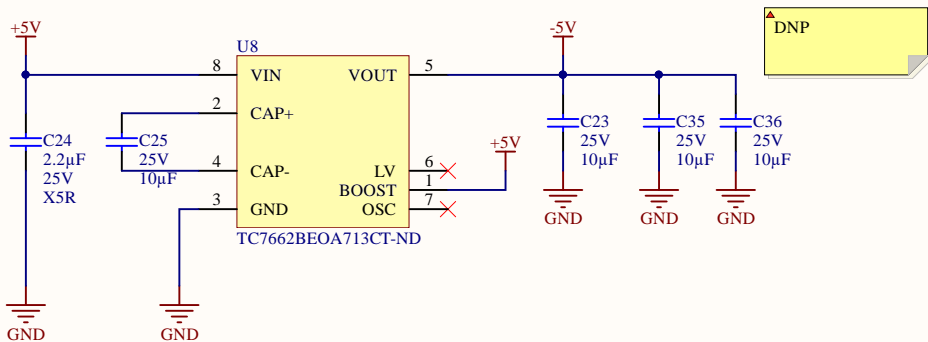 +5V
-5V
DNP
U8
8
VIN
VOUT
5
2
CAP+
C24
2.2µF
25V
X5R
C25
25V
10µF
4
CAP-
LV
6
+5V
BOOST
1
3
GND
OSC
7
TC7662BEOA713CT-ND
C23
25V
10µF
C35
25V
10µF
C36
25V
10µF
GND
GND
GND
GND
GND